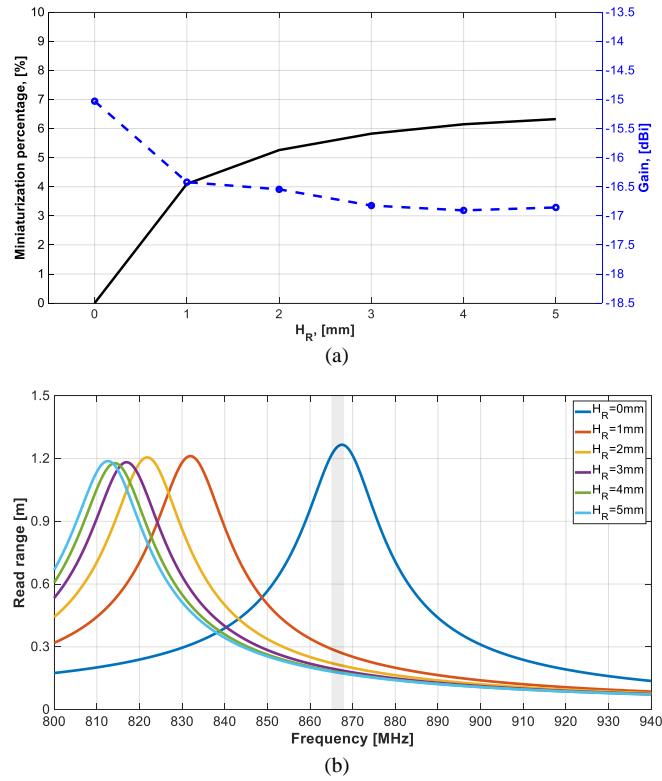 10
9
8
7
6
5
4
3
2
1
0
Miniaturization percentage, [%]
-13.5
-14
-14.5
-15
-15.5
-16
-16.5
-17
-17.5
-18
-18.5
Gain, [dBi]
0 1 2 3 4 5
H_R, [mm]
(a)
1.5
1.2
0.9
0.6
0.3
0
Read range [m]
H_R=0mm
H_R=1mm
H_R=2mm
H_R=3mm
H_R=4mm
H_R=5mm
800 810 820 830 840 850 860 870 880 890 900 910 920 930 940
Frequency [MHz]
(b)